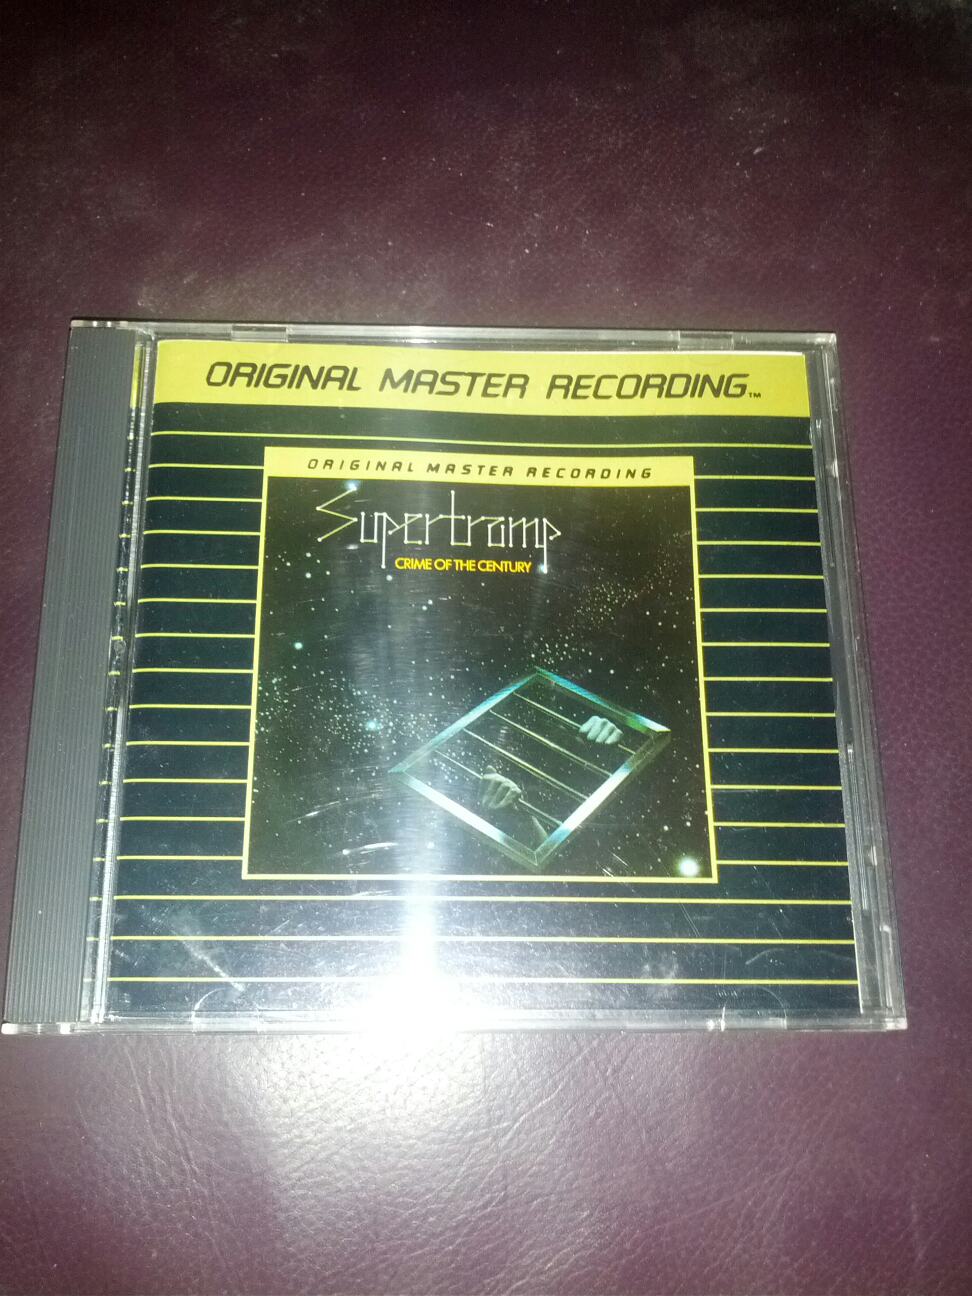 ORIGINAL MASTER RECORDING™
ORIGINAL MASTER RECORDING
Supertramp
CRIME OF THE CENTURY